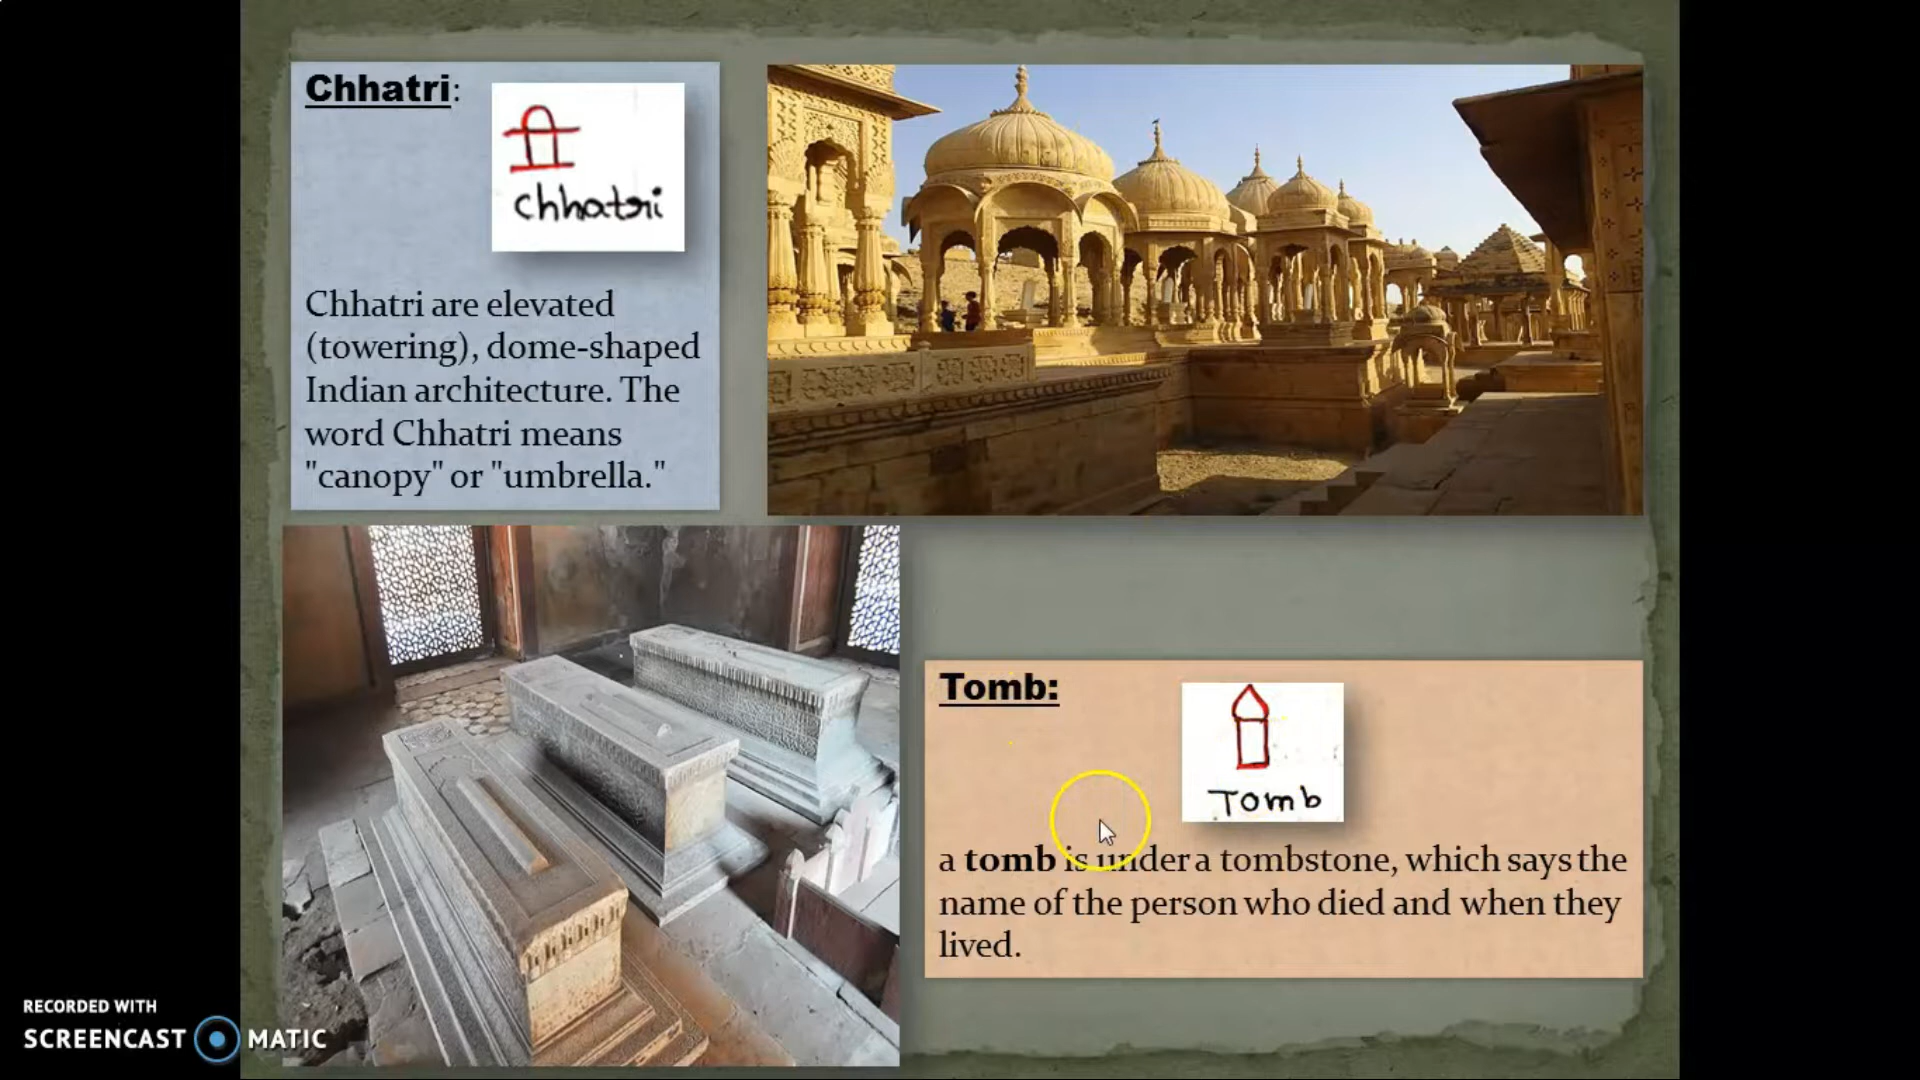 Chhatri:
chhatri
Chhatri are elevated
(towering), dome-shaped
Indian architecture. The
word Chhatri means
"canopy" or "umbrella."
Tomb:
Tomb
a tomb is under a tombstone, which says the
name of the person who died and when they
lived.
RECORDED WITH
SCREENCAST MATIC